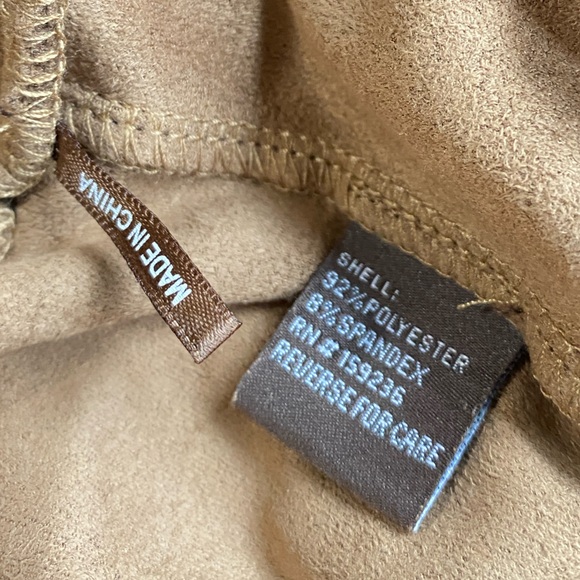 MADE IN CHINA
SHELL:
92% POLYESTER
8% SPANDEX
RN# 159236
REVERSE FOR CARE